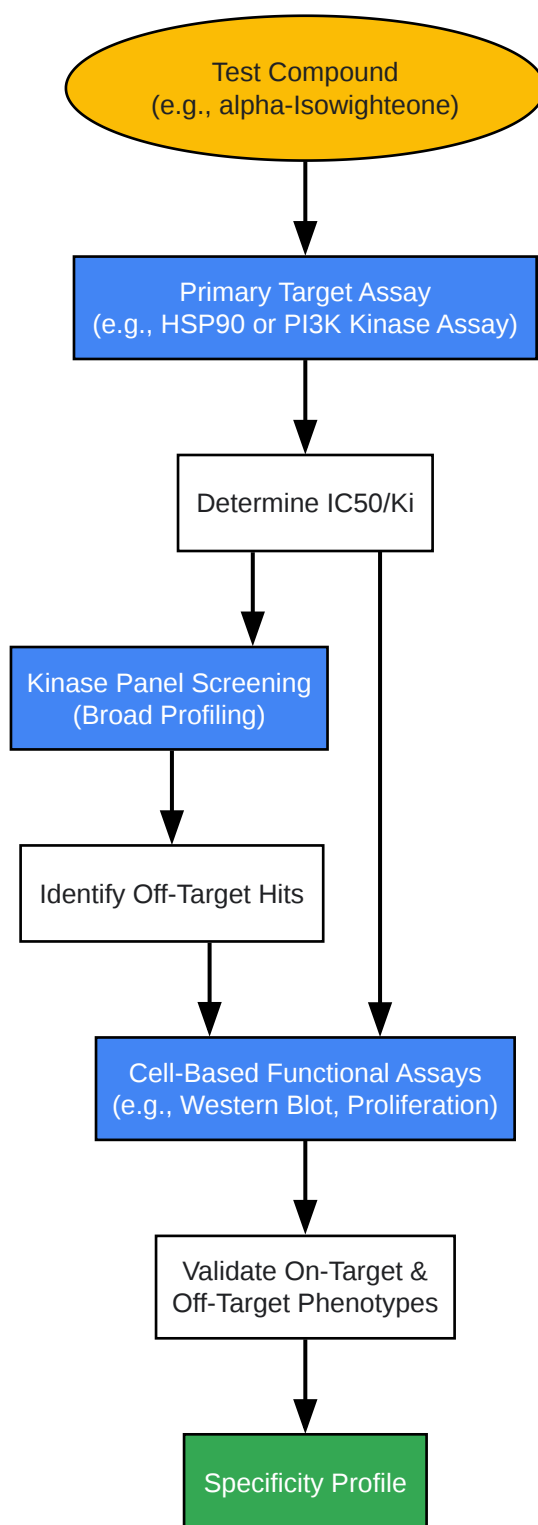 Test Compound
(e.g., alpha-Isowighteone)
Primary Target Assay
(e.g., HSP90 or PI3K Kinase Assay)
Determine IC50/Ki
Kinase Panel Screening
(Broad Profiling)
Identify Off-Target Hits
Cell-Based Functional Assays
(e.g., Western Blot, Proliferation)
Validate On-Target &
Off-Target Phenotypes
Specificity Profile